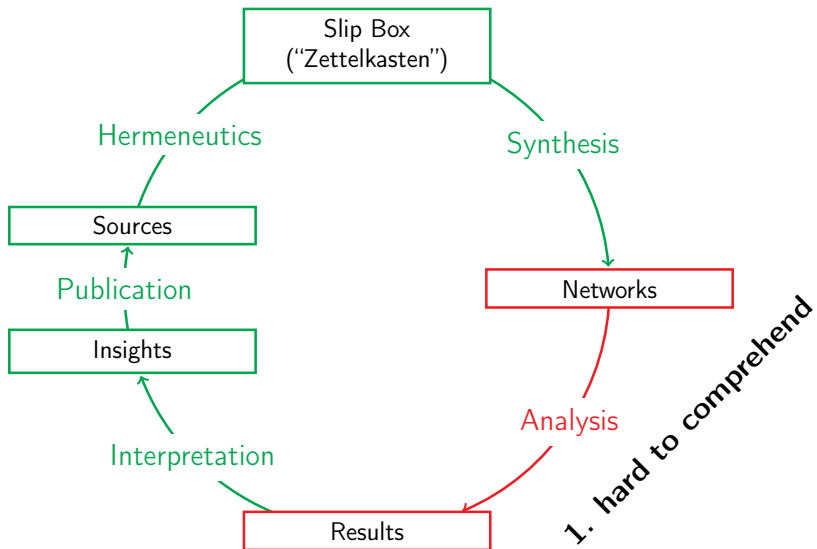 Slip Box
(“Zettelkasten”)
Hermeneutics
Synthesis
Sources
Networks
Publication
Insights
Analysis
Interpretation
Results
1. hard to comprehend